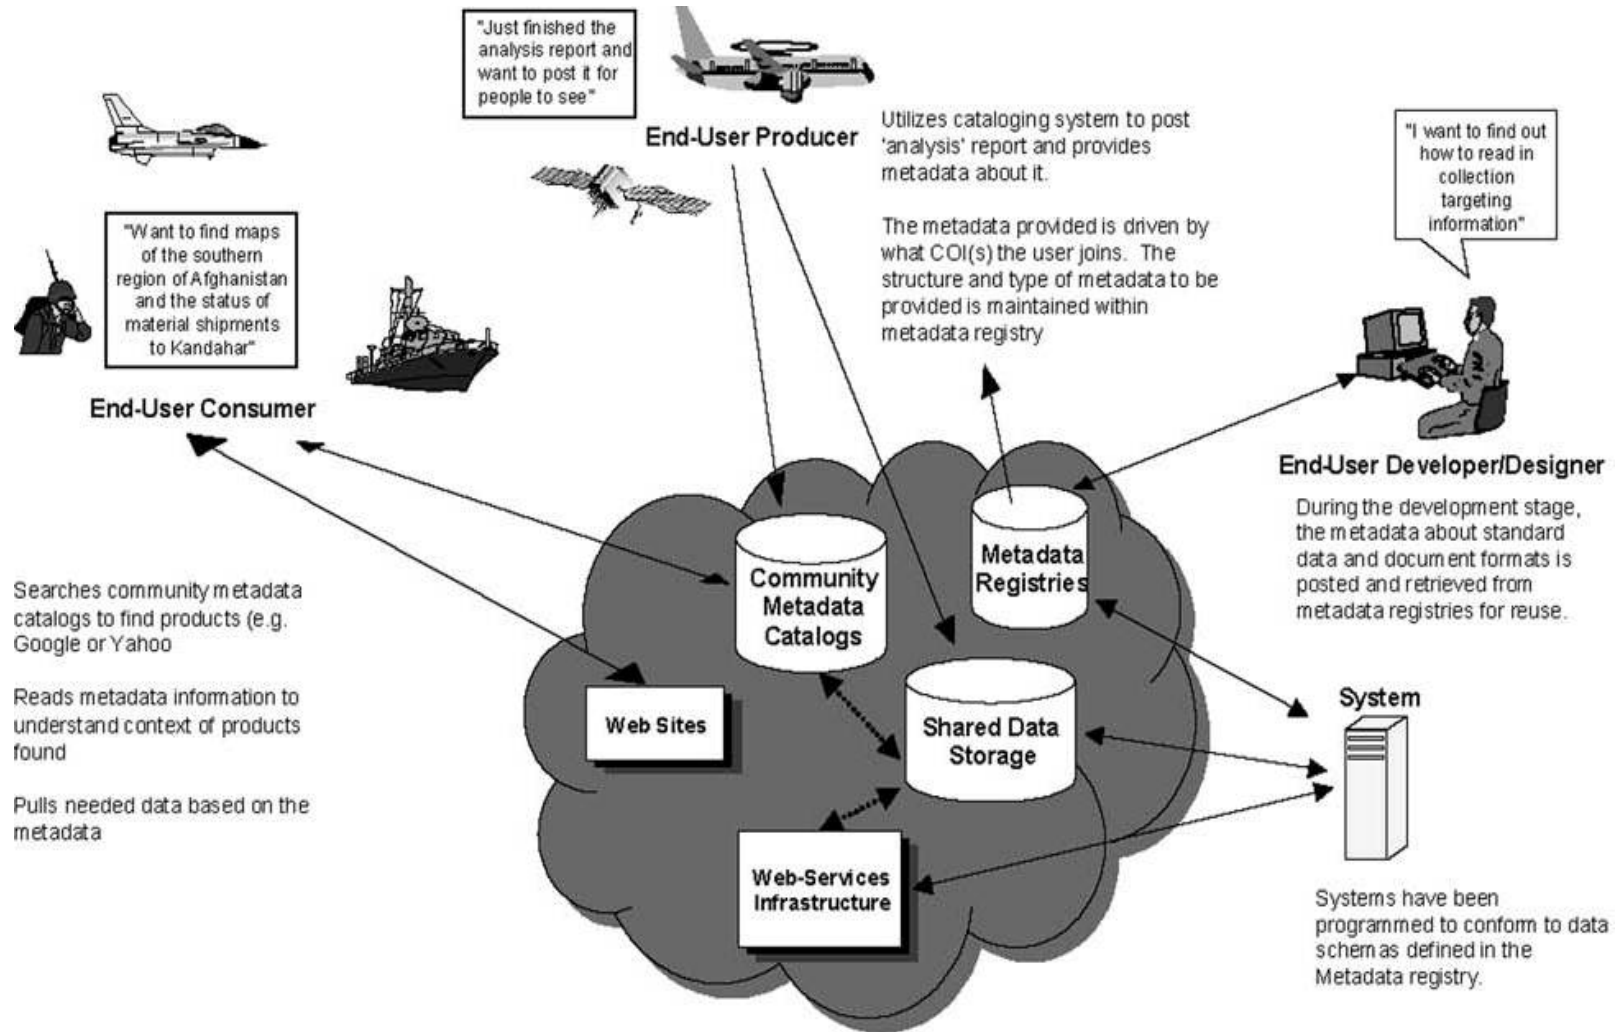 "Just finished the
analysis report and
want to post it for
people to see"
End-User Producer
Utilizes cataloging system to post
'analysis' report and provides
metadata about it.
The metadata provided is driven by
what COI(s) the user joins. The
structure and type of metadata to be
provided is maintained within
metadata registry
"I want to find out
how to read in
collection
targeting
information"
"Want to find maps
of the southern
region of Afghanistan
and the status of
material shipments
to Kandahar"
End-User Consumer
End-User Developer/Designer
During the development stage,
the metadata about standard
data and document formats is
posted and retrieved from
metadata registries for reuse.
Searches community metadata
catalogs to find products (e.g.
Google or Yahoo
Reads metadata information to
understand context of products
found
Pulls needed data based on the
metadata
Community
Metadata
Catalogs
Metadata
Registries
Web Sites
Shared Data
Storage
Web-Services
Infrastructure
System
Systems have been
programmed to conform to data
schemas defined in the
Metadata registry.